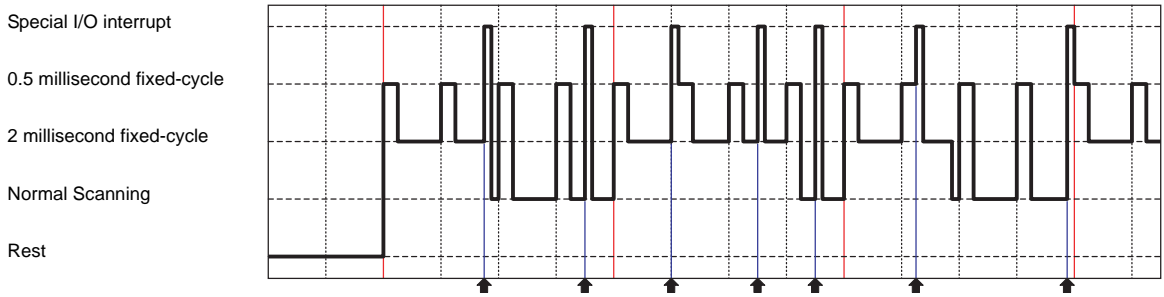 Special I/O interrupt
0.5 millisecond fixed-cycle
2 millisecond fixed-cycle
Normal Scanning
Rest